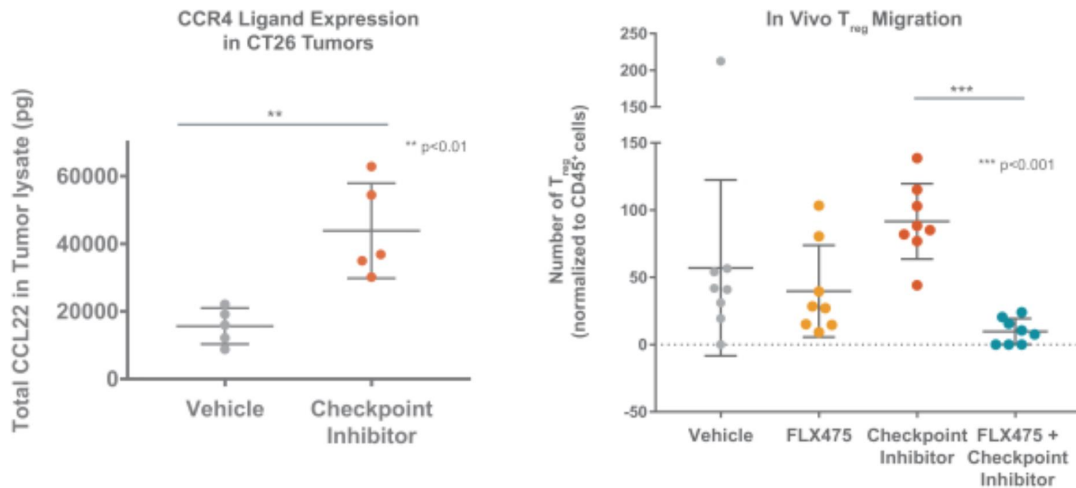 CCR4 Ligand Expression
in CT26 Tumors
Total CCL22 in Tumor lysate (pg)
60000
40000
20000
0
**
** p<0.01
Vehicle
Checkpoint
Inhibitor
In Vivo Treg Migration
Number of Treg
(normalized to CD45+ cells)
250
200
150
150
100
50
0
-50
***
*** p<0.001
Vehicle
FLX475
Checkpoint
Inhibitor
FLX475 +
Checkpoint
Inhibitor